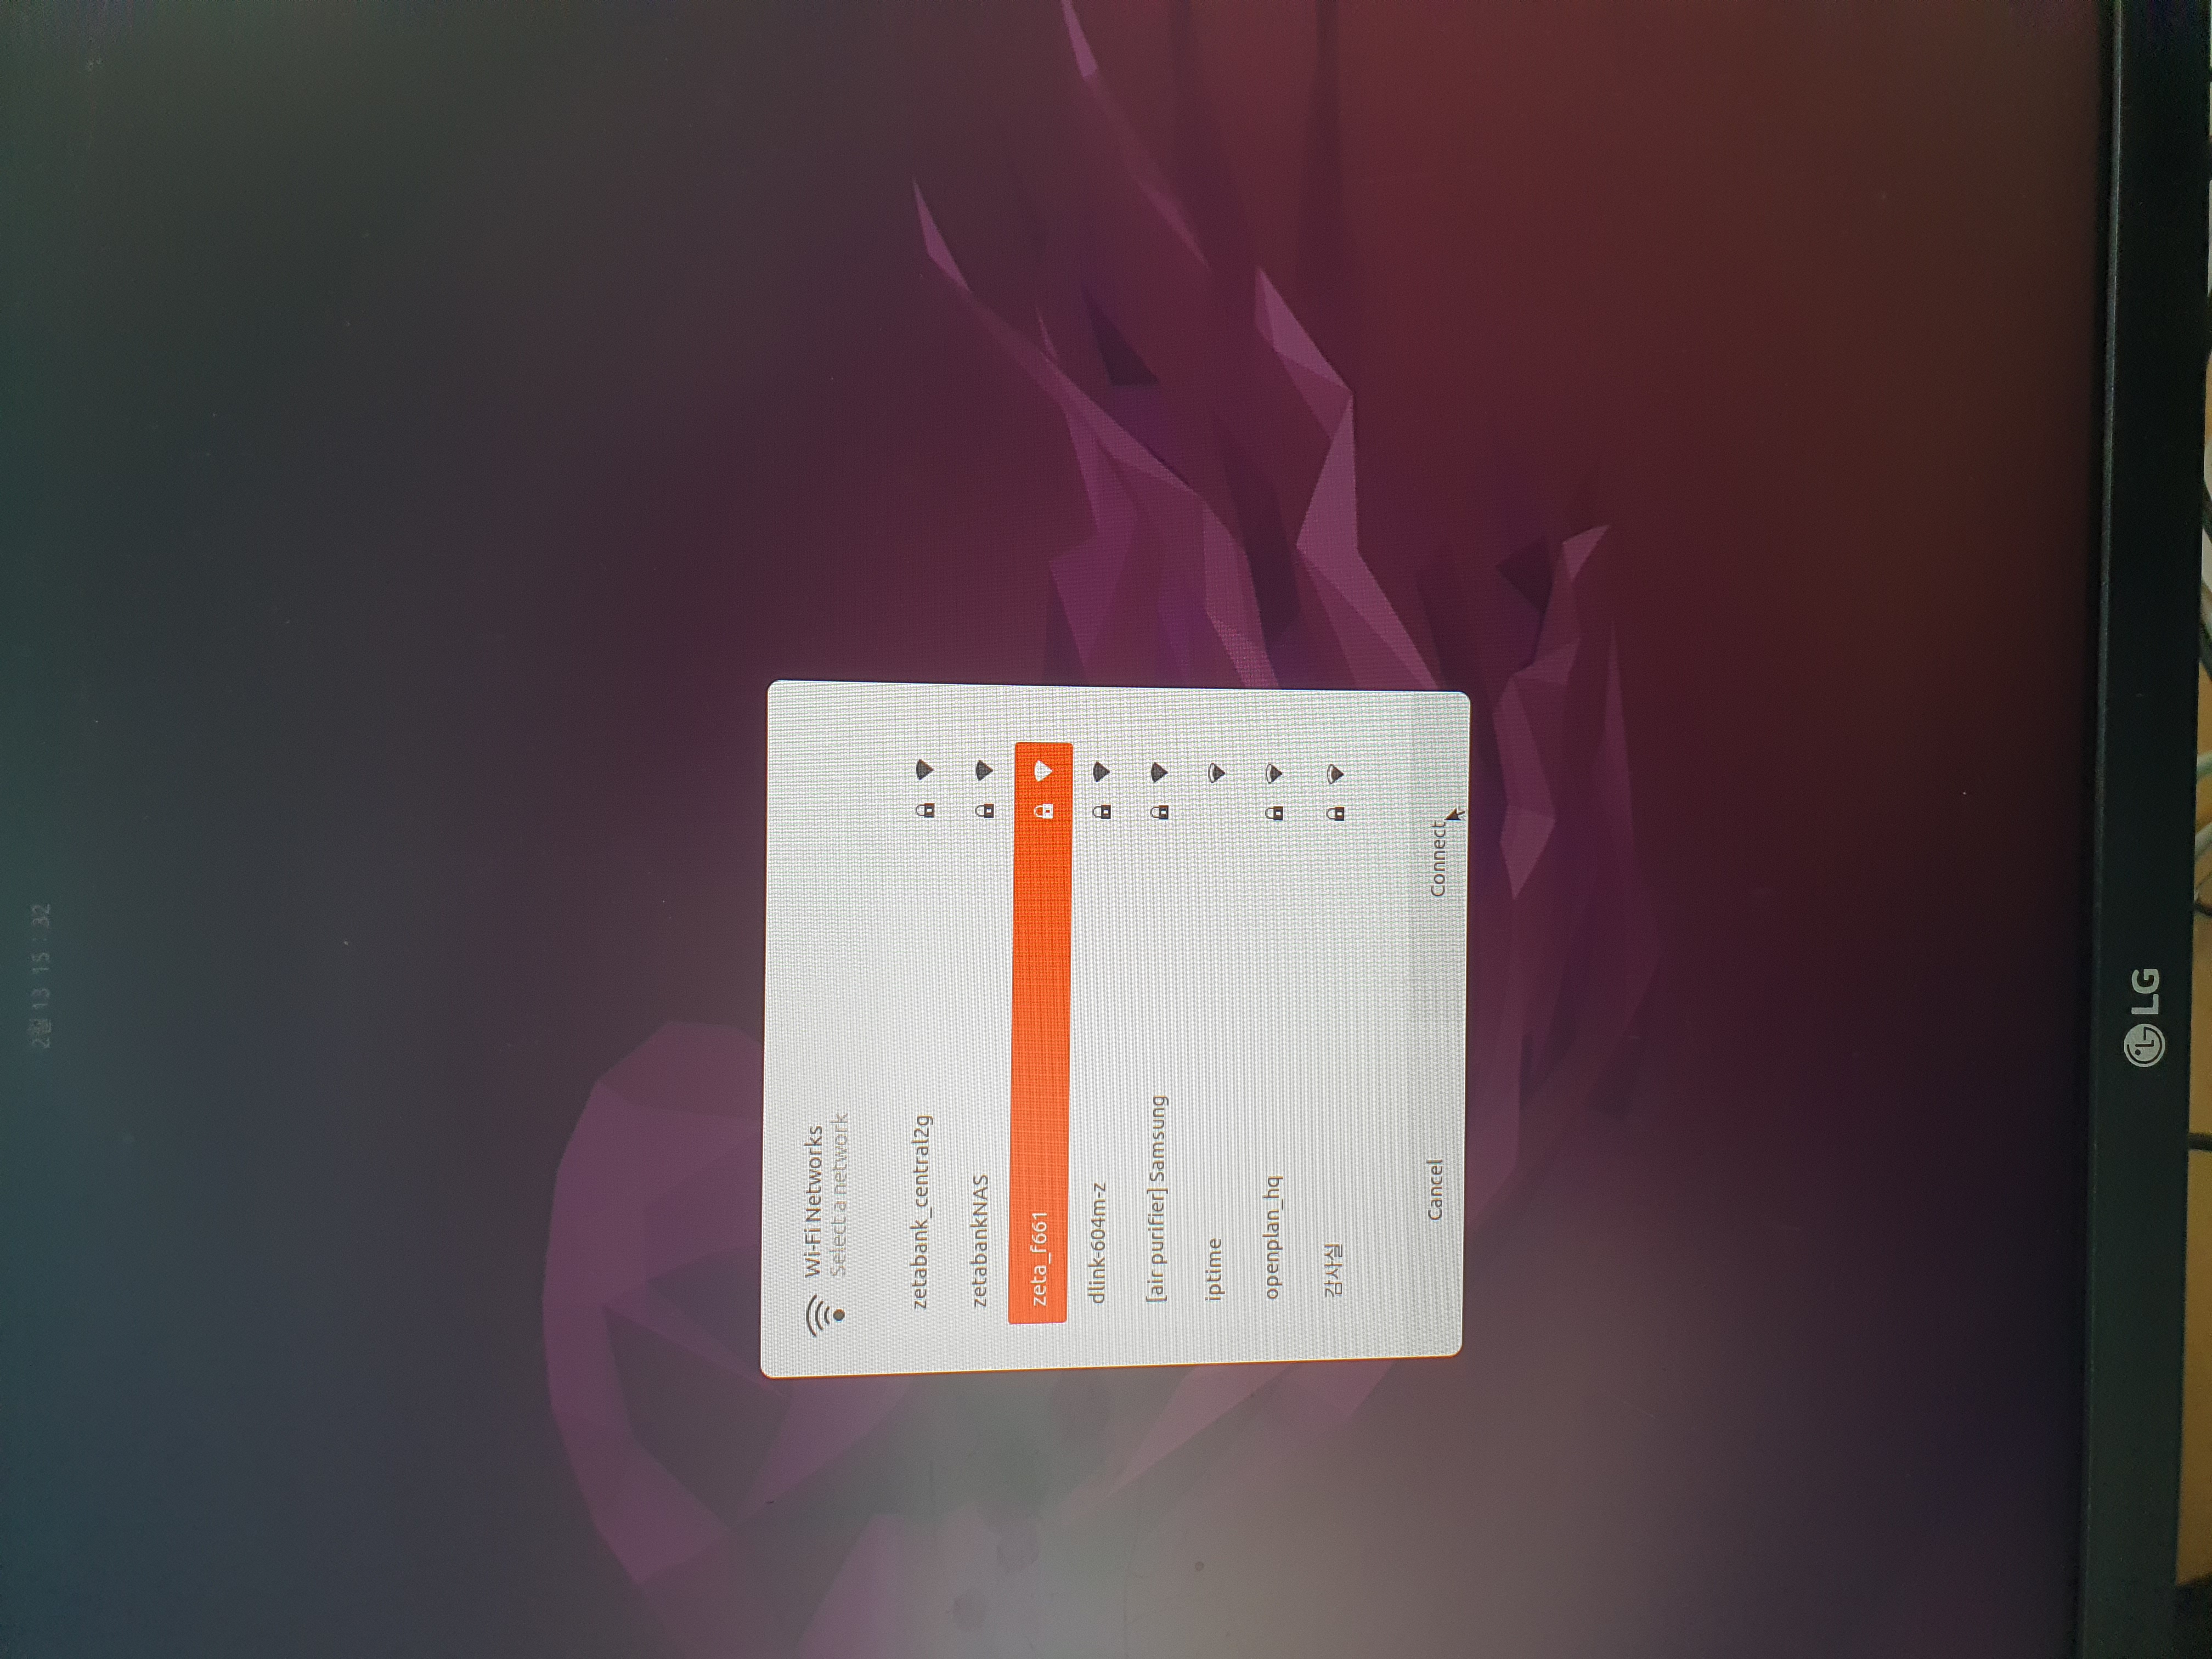 2월 13 15 : 32
Wi-Fi Networks
Select a network
zetabank_central2g
zetabankNAS
zeta_f661
dlink-604m-z
[air purifier] Samsung
iptime
openplan_hq
감사실
Cancel
Connect
LG